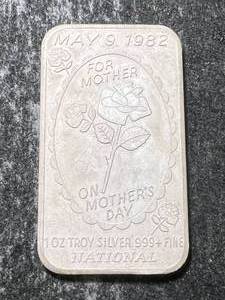 MAY 9, 1982
FOR
MOTHER
ON
MOTHER'S
DAY
1 OZ TROY SILVER 999+ FINE
NATIONAL